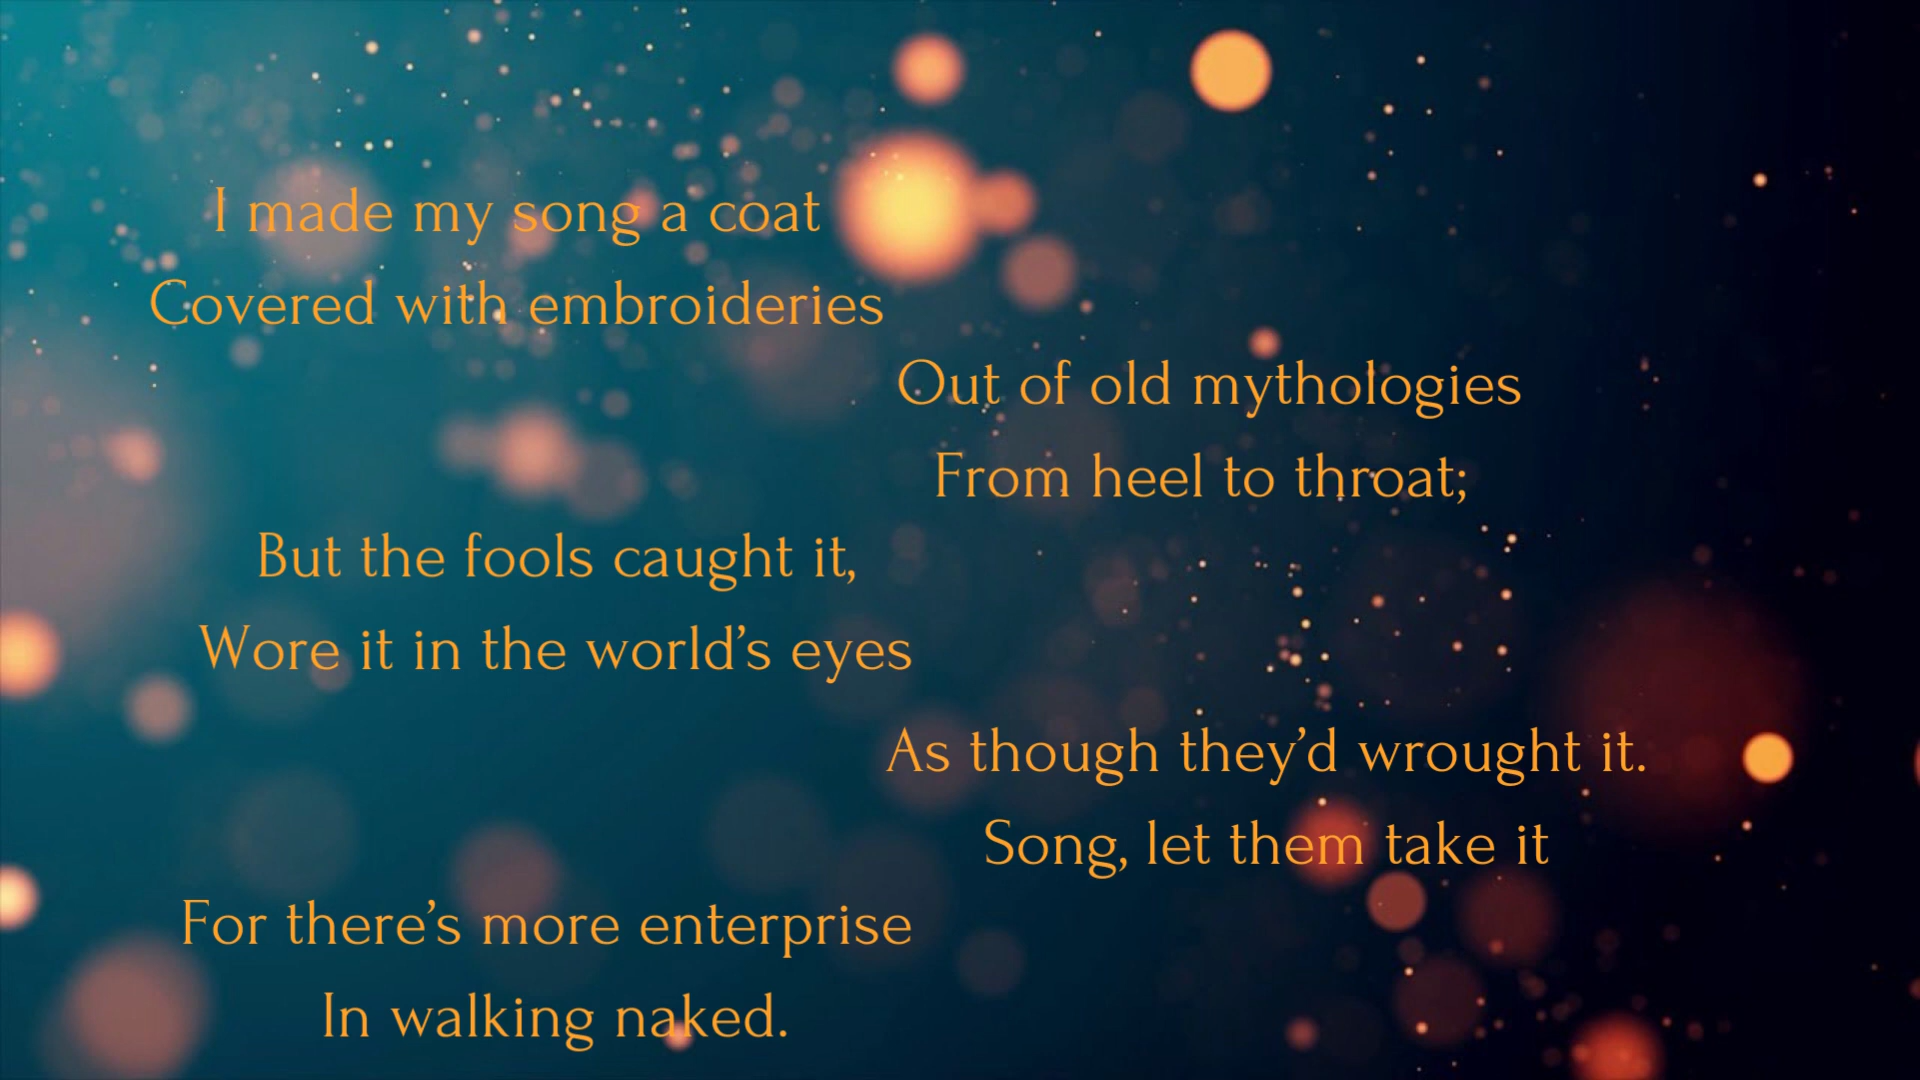 I made my song a coat
Covered with embroideries
Out of old mythologies
From heel to throat;
But the fools caught it,
Wore it in the world’s eyes
As though they’d wrought it.
Song, let them take it
For there’s more enterprise
In walking naked.